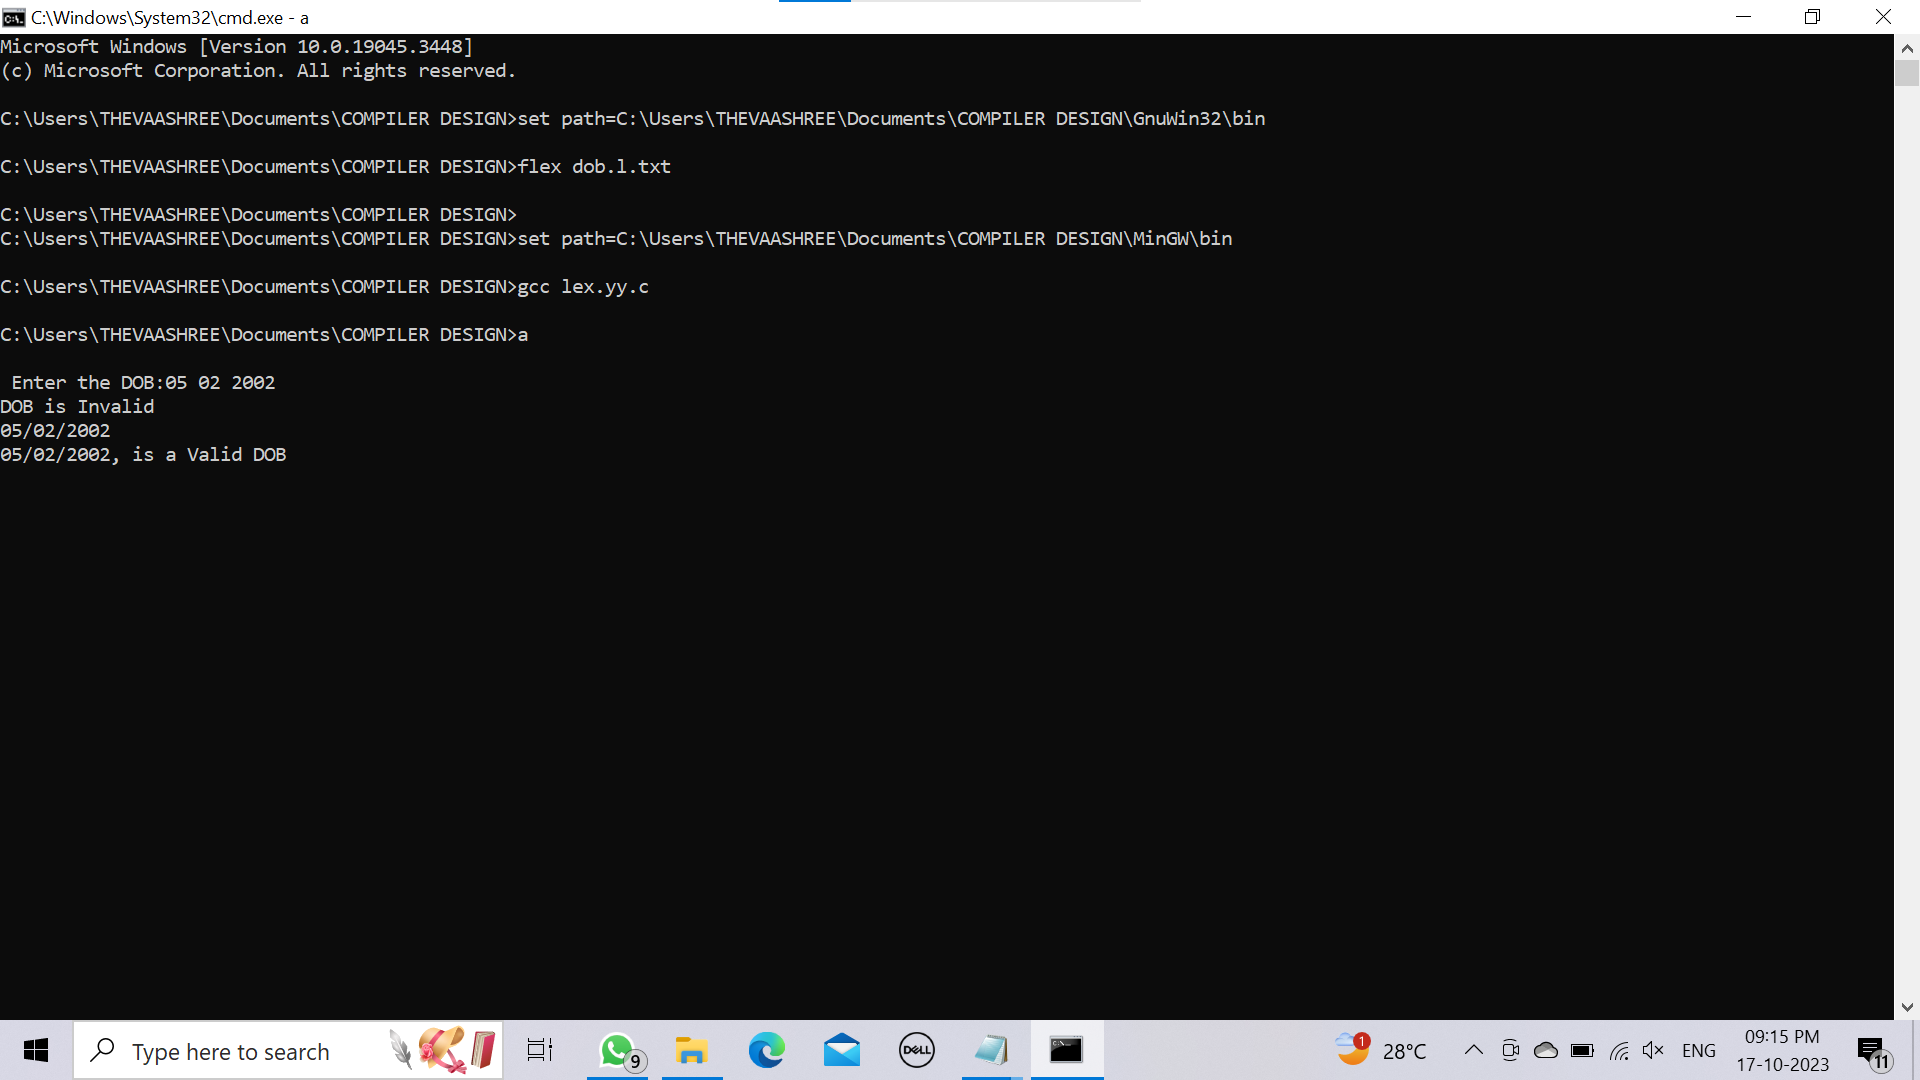 C:\Windows\System32\cmd.exe - a
Microsoft Windows [Version 10.0.19045.3448]
(c) Microsoft Corporation. All rights reserved.
C:\Users\THEVAASHREE\Documents\COMPILER DESIGN>set path=C:\Users\THEVAASHREE\Documents\COMPILER DESIGN\GnuWin32\bin
C:\Users\THEVAASHREE\Documents\COMPILER DESIGN>flex dob.l.txt
C:\Users\THEVAASHREE\Documents\COMPILER DESIGN>
C:\Users\THEVAASHREE\Documents\COMPILER DESIGN>set path=C:\Users\THEVAASHREE\Documents\COMPILER DESIGN\MinGW\bin
C:\Users\THEVAASHREE\Documents\COMPILER DESIGN>gcc lex.yy.c
C:\Users\THEVAASHREE\Documents\COMPILER DESIGN>a
Enter the DOB:05 02 2002
DOB is Invalid
05/02/2002
05/02/2002, is a Valid DOB
Type here to search
9
DELL
1
28°C
ENG
09:15 PM
17-10-2023
11